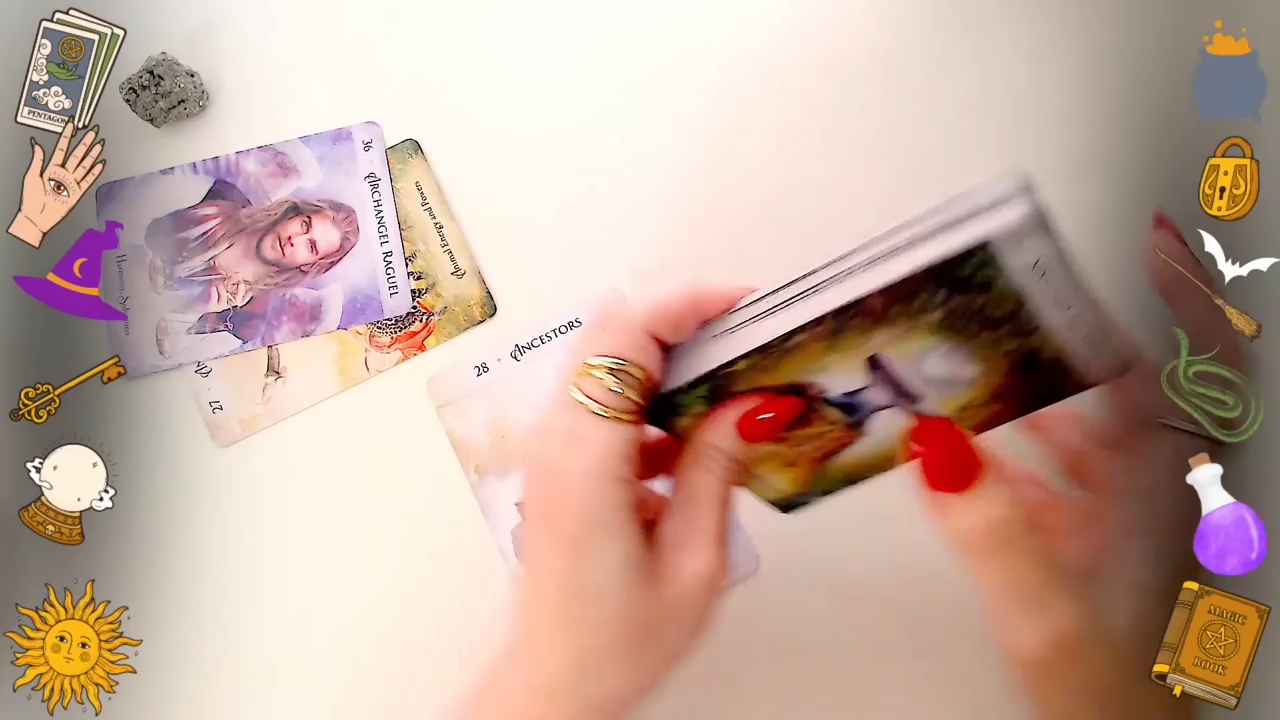 PENTAGON
36 · ARCHANGEL RAGUEL
Harmony,
Animal Energy and Power
27
28 · ANCESTORS
MAGIC
BOOK